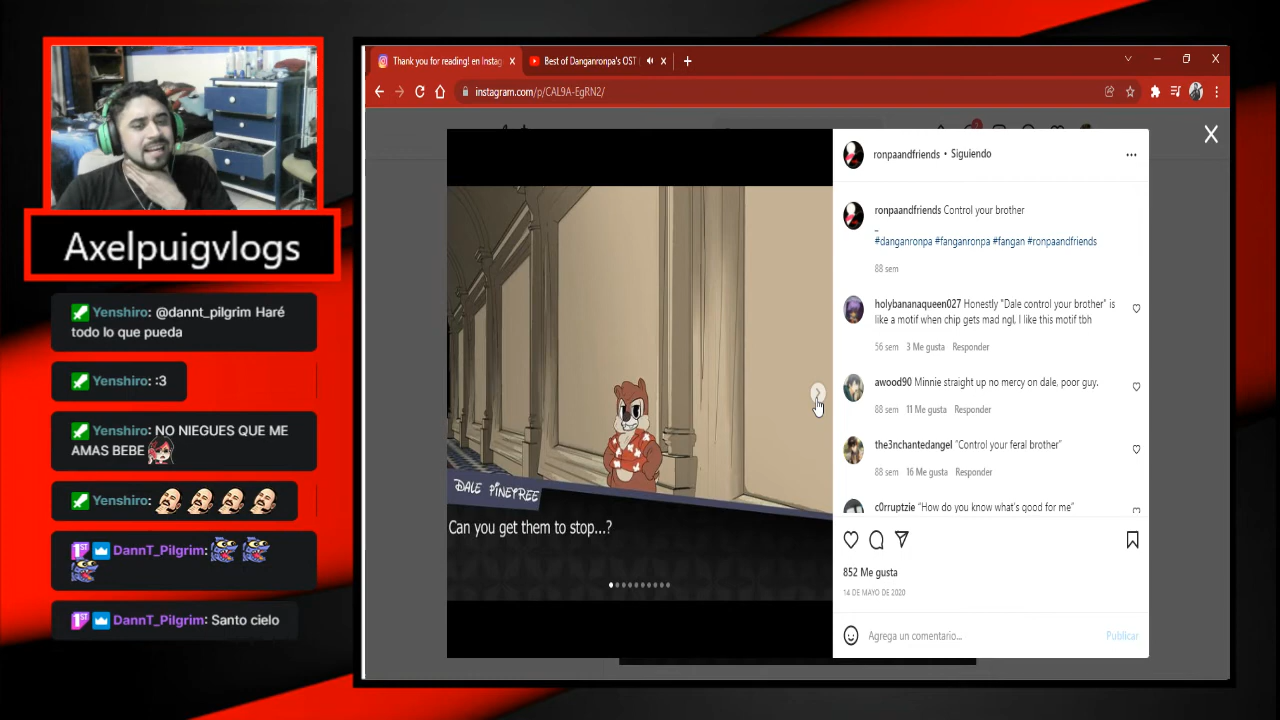 Axelpuigvlogs
Yenshiro: @dannt_pilgrim Haré
todo lo que pueda
Yenshiro: :3
Yenshiro: NO NIEGUES QUE ME
AMAS BEBE
Yenshiro:
1ST DannT_Pilgrim:
1ST DannT_Pilgrim: Santo cielo
Thank you for reading! en Instag
Best of Danganronpa's OST
instagram.com/p/CAL9A-EgRN2/
DALE PINETREE
Can you get them to stop...?
ronpaandfriends • Siguiendo
ronpaandfriends Control your brother
_
#danganronpa #fanganronpa #fangan #ronpaandfriends
88 sem
holybananaqueen027 Honestly "Dale control your brother" is
like a motif when chip gets mad ngl. I like this motif tbh
56 sem 3 Me gusta Responder
awood90 Minnie straight up no mercy on dale, poor guy.
88 sem 11 Me gusta Responder
the3nchantedangel "Control your feral brother"
88 sem 16 Me gusta Responder
c0rruptzie "How do you know what's good for me"
852 Me gusta
14 DE MAYO DE 2020
Agrega un comentario...
Publicar